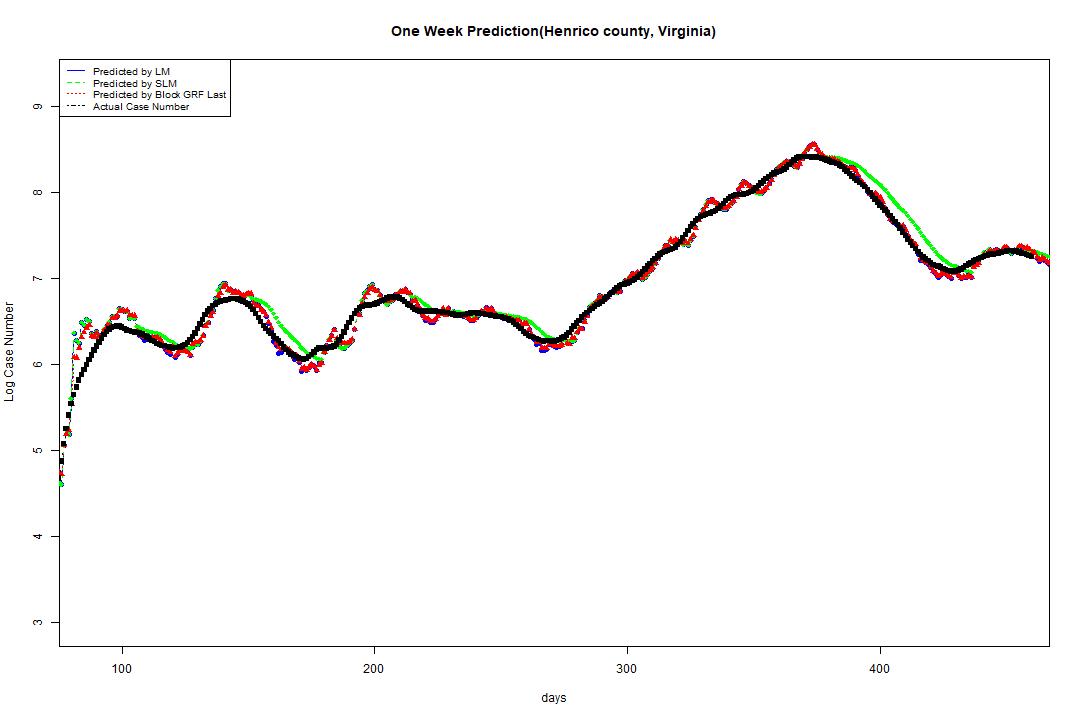 One Week Prediction(Henrico county, Virginia)
Predicted by LM
Predicted by SLM
Predicted by Block GRF Last
Actual Case Number
9
8
7
6
5
4
3
Log Case Number
100
200
300
400
days